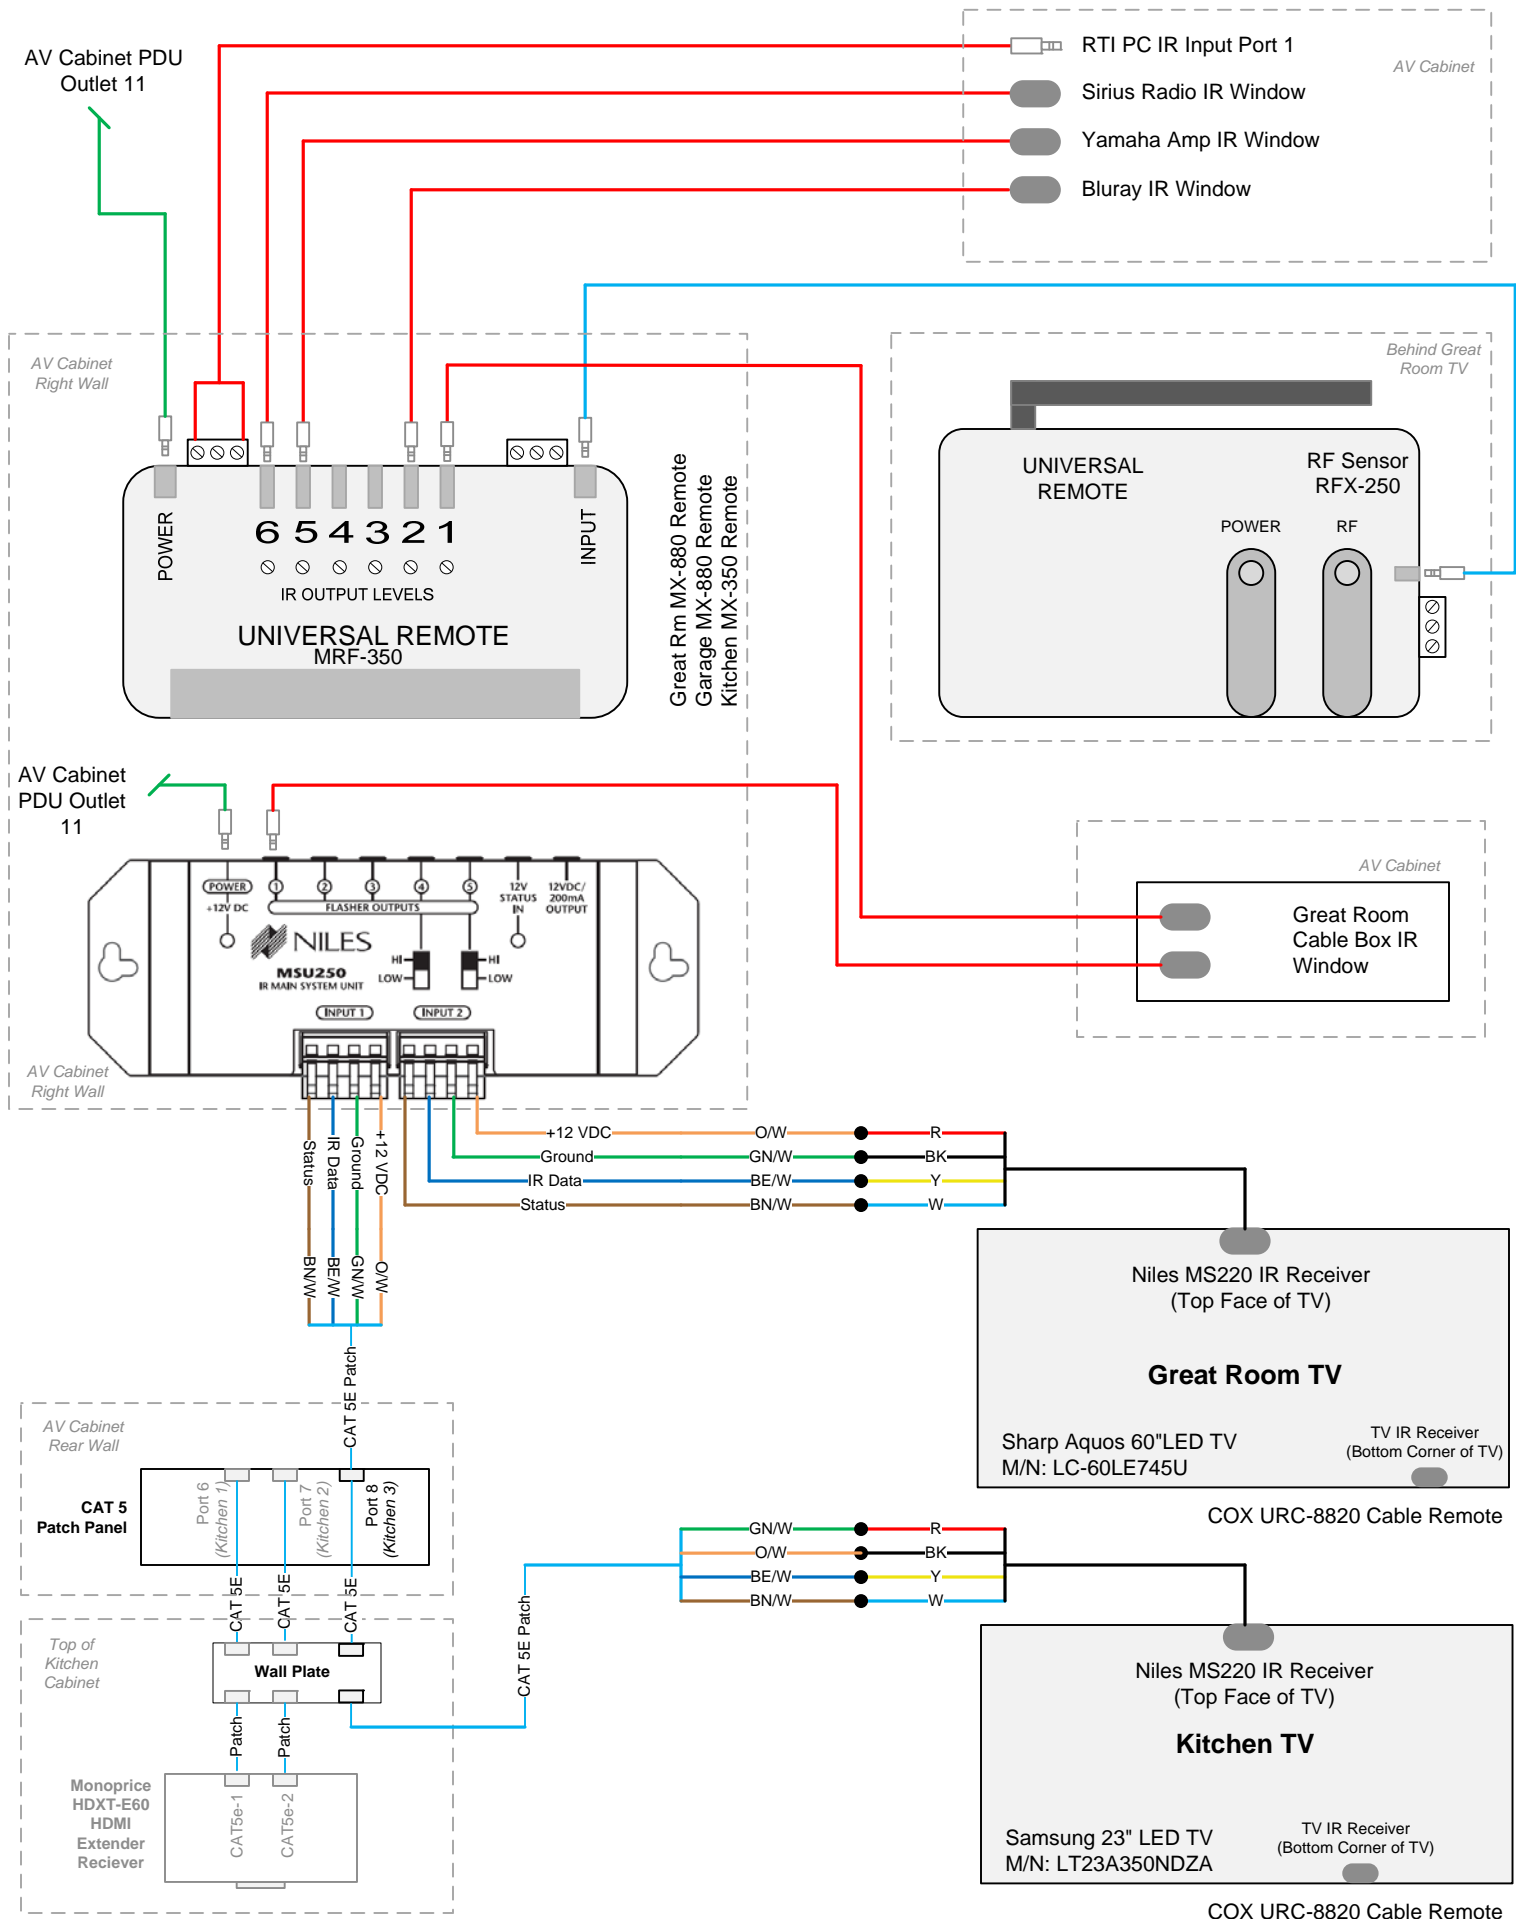 AV Cabinet PDU
Outlet 11
RTI PC IR Input Port 1
AV Cabinet
Sirius Radio IR Window
Yamaha Amp IR Window
Bluray IR Window
AV Cabinet
Right Wall
POWER
6 5 4 3 2 1
INPUT
IR OUTPUT LEVELS
UNIVERSAL REMOTE
MRF-350
Great Rm MX-880 Remote
Garage MX-880 Remote
Kitchen MX-350 Remote
Behind Great
Room TV
UNIVERSAL
REMOTE
RF Sensor
RFX-250
POWER
RF
AV Cabinet
PDU Outlet
11
POWER
+12V DC
1 2 3 4 5
FLASHER OUTPUTS
12V
STATUS
IN
12VDC/
200mA
OUTPUT
NILES
MSU250
IR MAIN SYSTEM UNIT
HI
LOW
HI
LOW
INPUT 1
INPUT 2
AV Cabinet
Right Wall
AV Cabinet
Great Room
Cable Box IR
Window
Status
IR Data
Ground
+12 VDC
BN/W
BE/W
GN/W
O/W
+12 VDC O/W R
Ground GN/W BK
IR Data BE/W Y
Status BN/W W
Niles MS220 IR Receiver
(Top Face of TV)
Great Room TV
Sharp Aquos 60"LED TV
M/N: LC-60LE745U
TV IR Receiver
(Bottom Corner of TV)
COX URC-8820 Cable Remote
CAT 5E Patch
AV Cabinet
Rear Wall
CAT 5
Patch Panel
Port 6
(Kitchen 1)
Port 7
(Kitchen 2)
Port 8
(Kitchen 3)
CAT 5E
CAT 5E
CAT 5E
Top of
Kitchen
Cabinet
Wall Plate
Patch
Patch
CAT 5E Patch
Monoprice
HDXT-E60
HDMI
Extender
Reciever
CAT5e-1
CAT5e-2
GN/W R
O/W BK
BE/W Y
BN/W W
Niles MS220 IR Receiver
(Top Face of TV)
Kitchen TV
Samsung 23" LED TV
M/N: LT23A350NDZA
TV IR Receiver
(Bottom Corner of TV)
COX URC-8820 Cable Remote